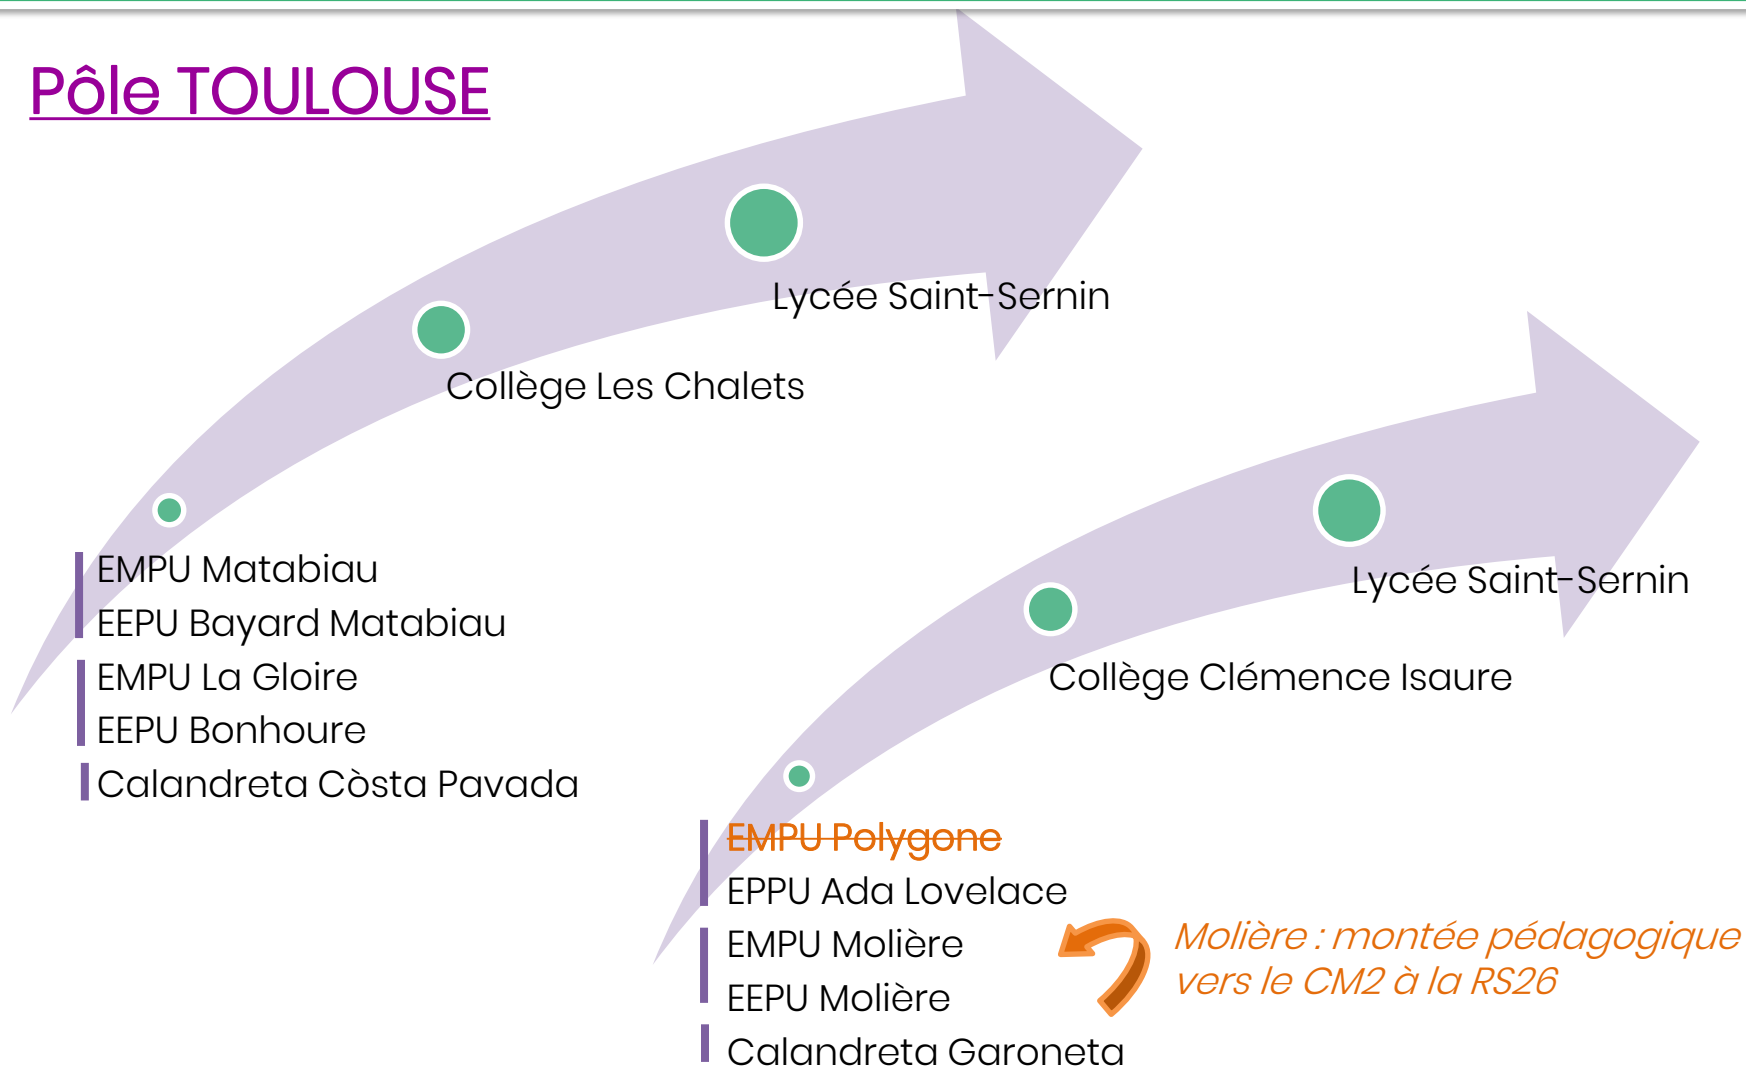 Pôle TOULOUSE
Lycée Saint-Sernin
Collège Les Chalets
EMPU Matabiau
EEPU Bayard Matabiau
EMPU La Gloire
EEPU Bonhoure
Calandreta Còsta Pavada
Lycée Saint-Sernin
Collège Clémence Isaure
EMPU Polygone
EPPU Ada Lovelace
EMPU Molière
EEPU Molière
Calandreta Garoneta
Molière : montée pédagogique
vers le CM2 à la RS26